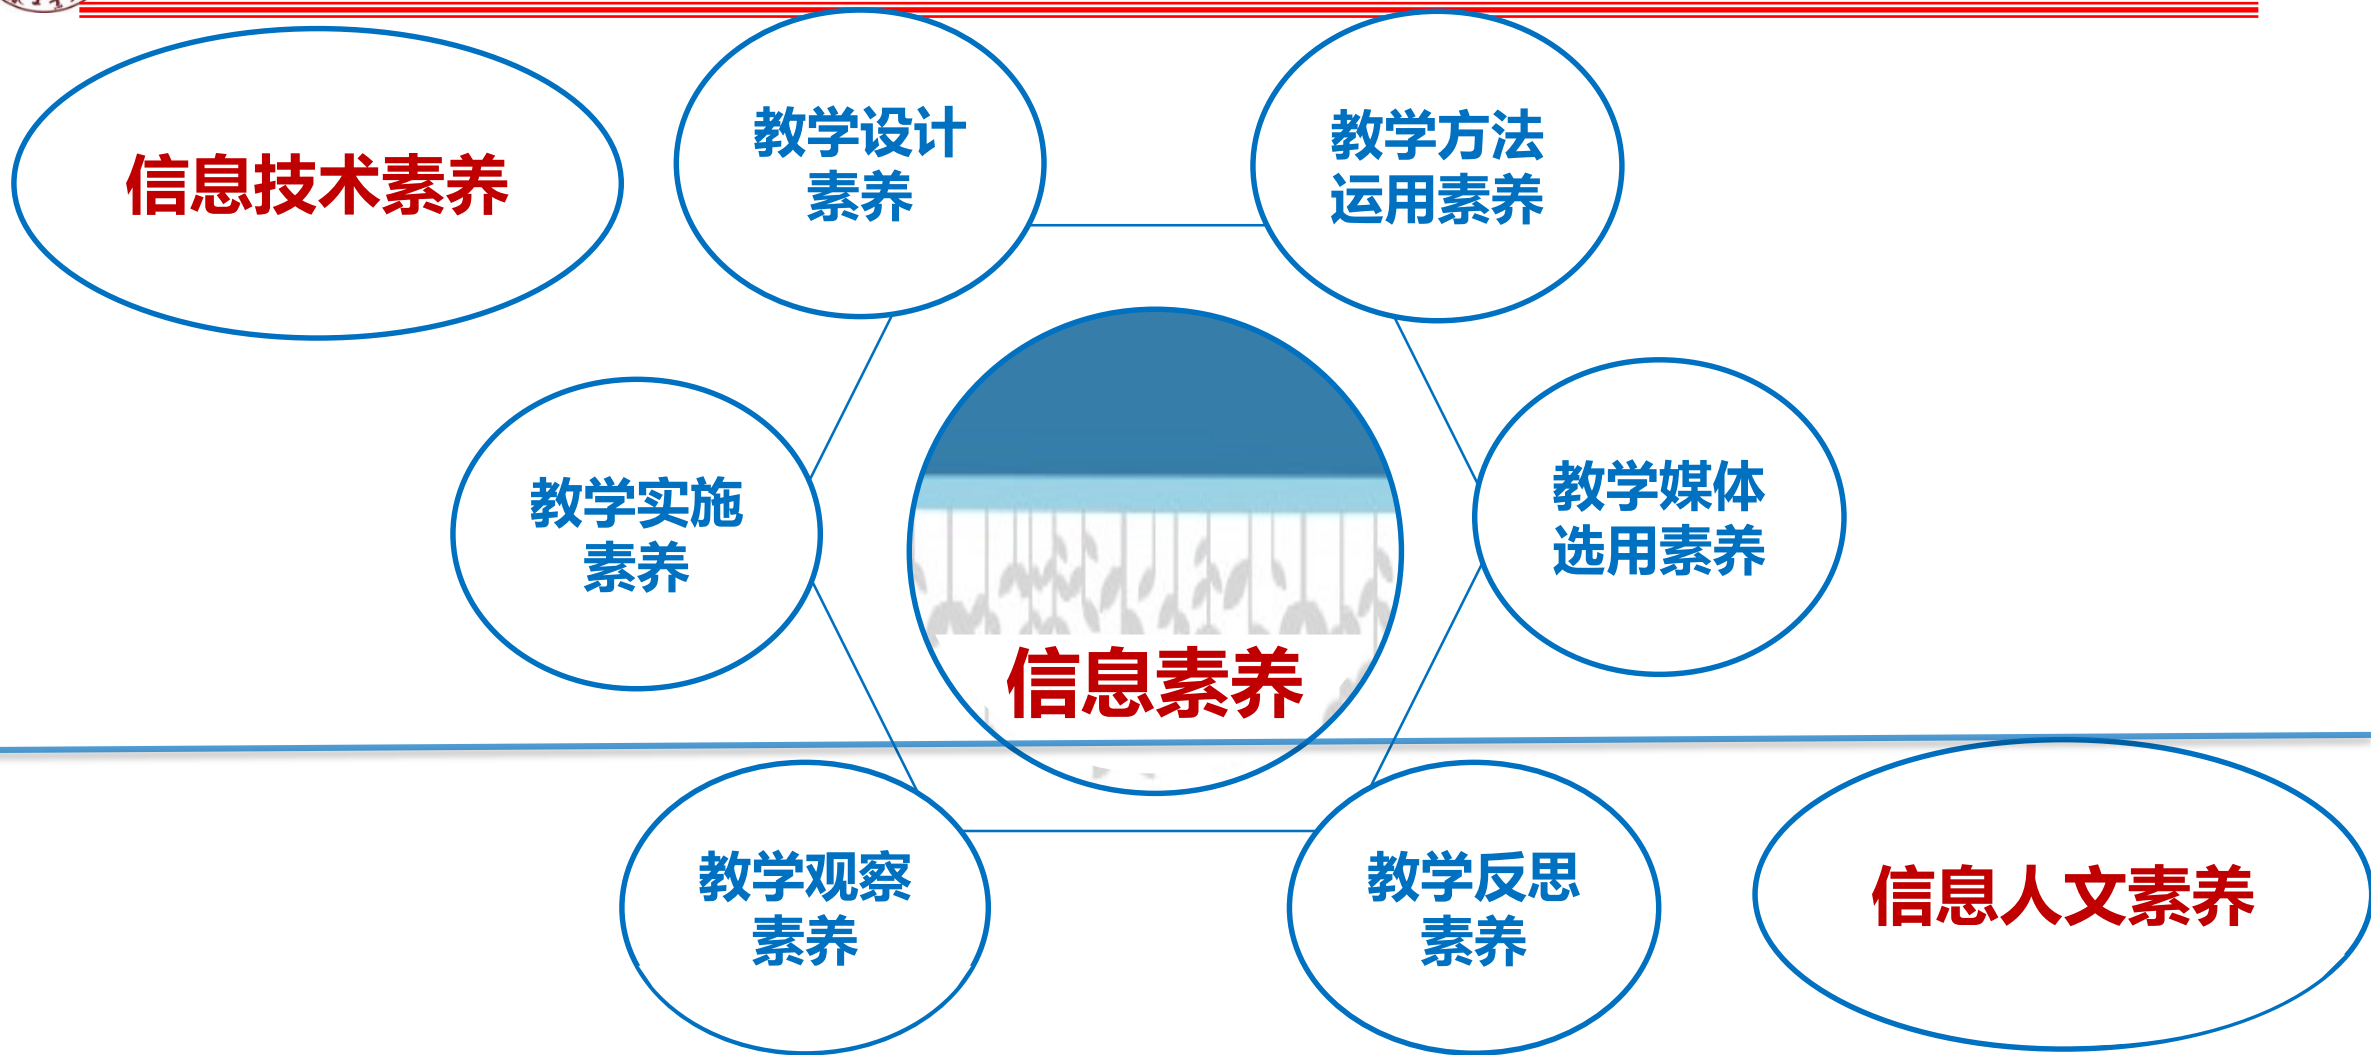 信息技术素养
教学设计
素养
教学方法
运用素养
教学实施
素养
教学媒体
选用素养
信息素养
教学观察
素养
教学反思
素养
信息人文素养